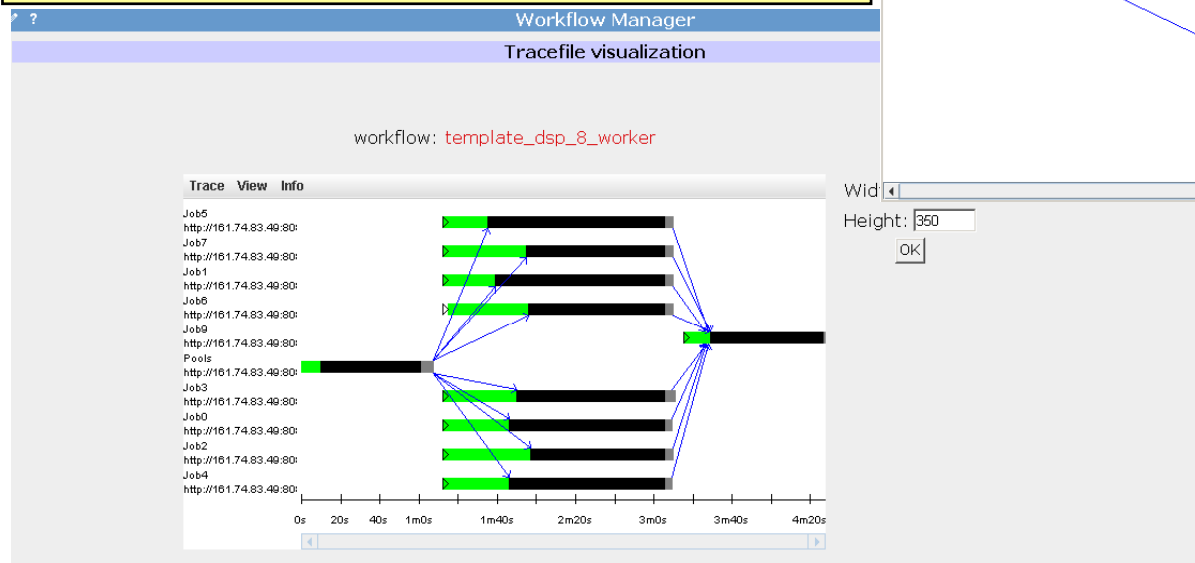 ? Workflow Manager
Tracefile visualization
workflow: template_dsp_8_worker
Trace View Info
Wid
Height: 350
OK
Job5
http://161.74.83.49:80
Job7
http://161.74.83.49:80
Job1
http://161.74.83.49:80
Job6
http://161.74.83.49:80
Job9
http://161.74.83.49:80
Pools
http://161.74.83.49:80
Job3
http://161.74.83.49:80
Job0
http://161.74.83.49:80
Job2
http://161.74.83.49:80
Job4
http://161.74.83.49:80
0s 20s 40s 1m0s 1m40s 2m20s 3m0s 3m40s 4m20s